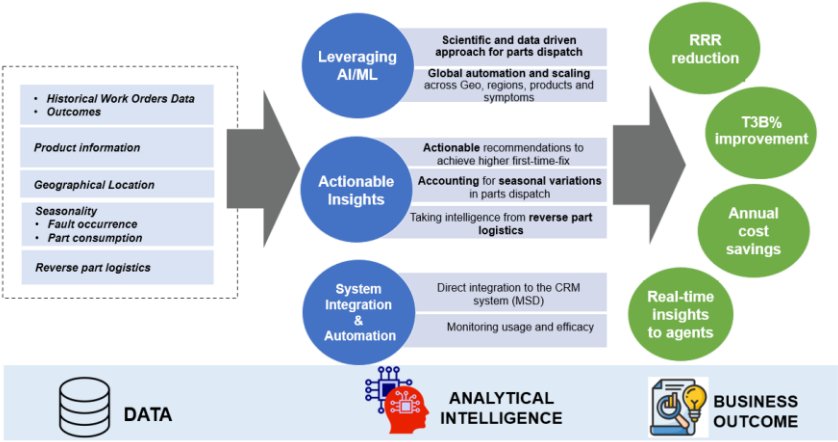 • Historical Work Orders Data
• Outcomes
Product information
Geographical Location
Seasonality
• Fault occurrence
• Part consumption
Reverse part logistics
Leveraging
AI/ML
Scientific and data driven
approach for parts dispatch
Global automation and scaling
across Geo, regions, products and
symptoms
Actionable
Insights
Actionable recommendations to
achieve higher first-time-fix
Accounting for seasonal variations
in parts dispatch
Taking intelligence from reverse part
logistics
System
Integration
&
Automation
Direct integration to the CRM
system (MSD)
Monitoring usage and efficacy
RRR
reduction
T3B%
improvement
Annual
cost
savings
Real-time
insights
to agents
DATA
ANALYTICAL
INTELLIGENCE
BUSINESS
OUTCOME